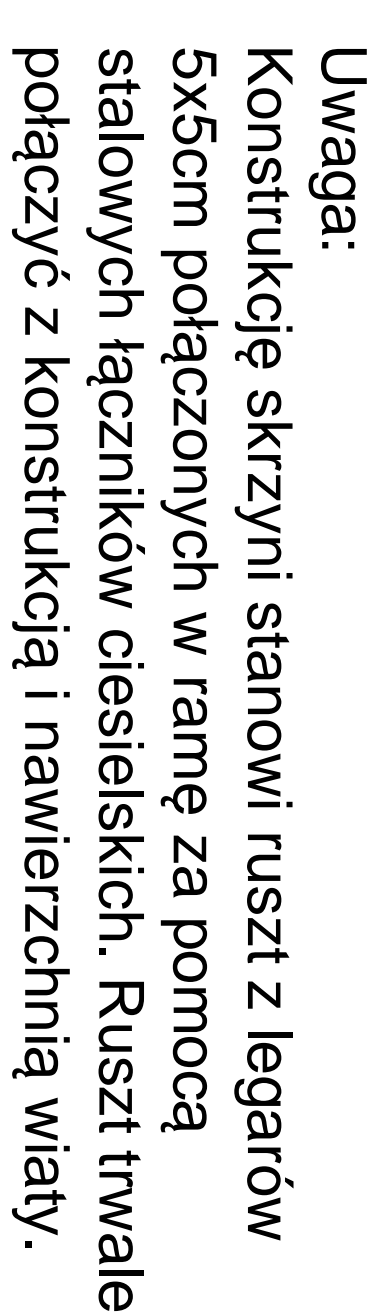 Uwaga:
Konstrukcję skrzyni stanowi ruszt z legarów
5x5cm połączonych w ramę za pomocą
stalowych łączników ciesielskich. Ruszt trwale
połączyć z konstrukcją i nawierzchnią wiaty.